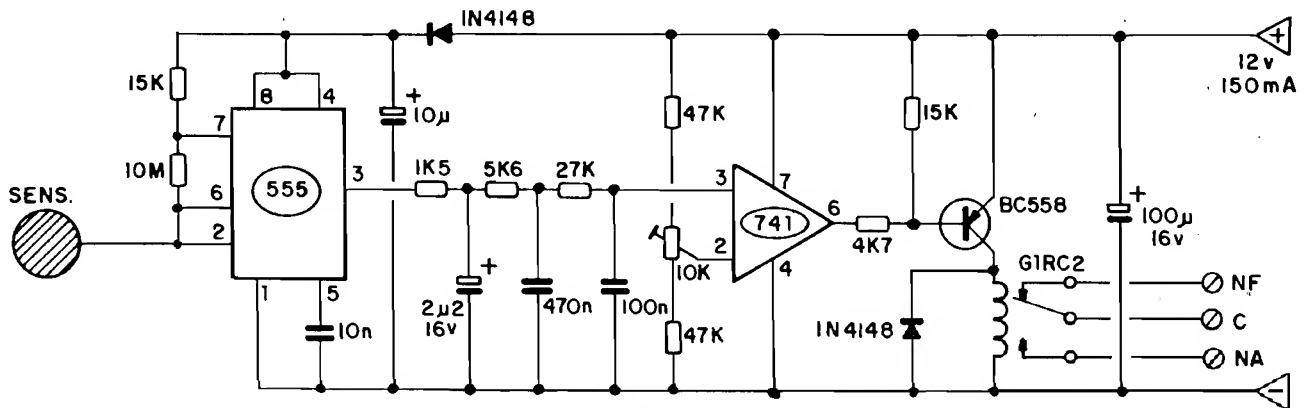 1N4148
+
12v
150mA
15K
8
4
+
10µ
47K
15K
7
10M
6
2
SENS.
555
3
1K5
5K6
27K
3
7
741
6
2
4
4K7
BC558
+
100µ
16v
1
5
10n
+
2µ2
16v
470n
100n
10K
47K
1N4148
G1RC2
NF
C
NA
−